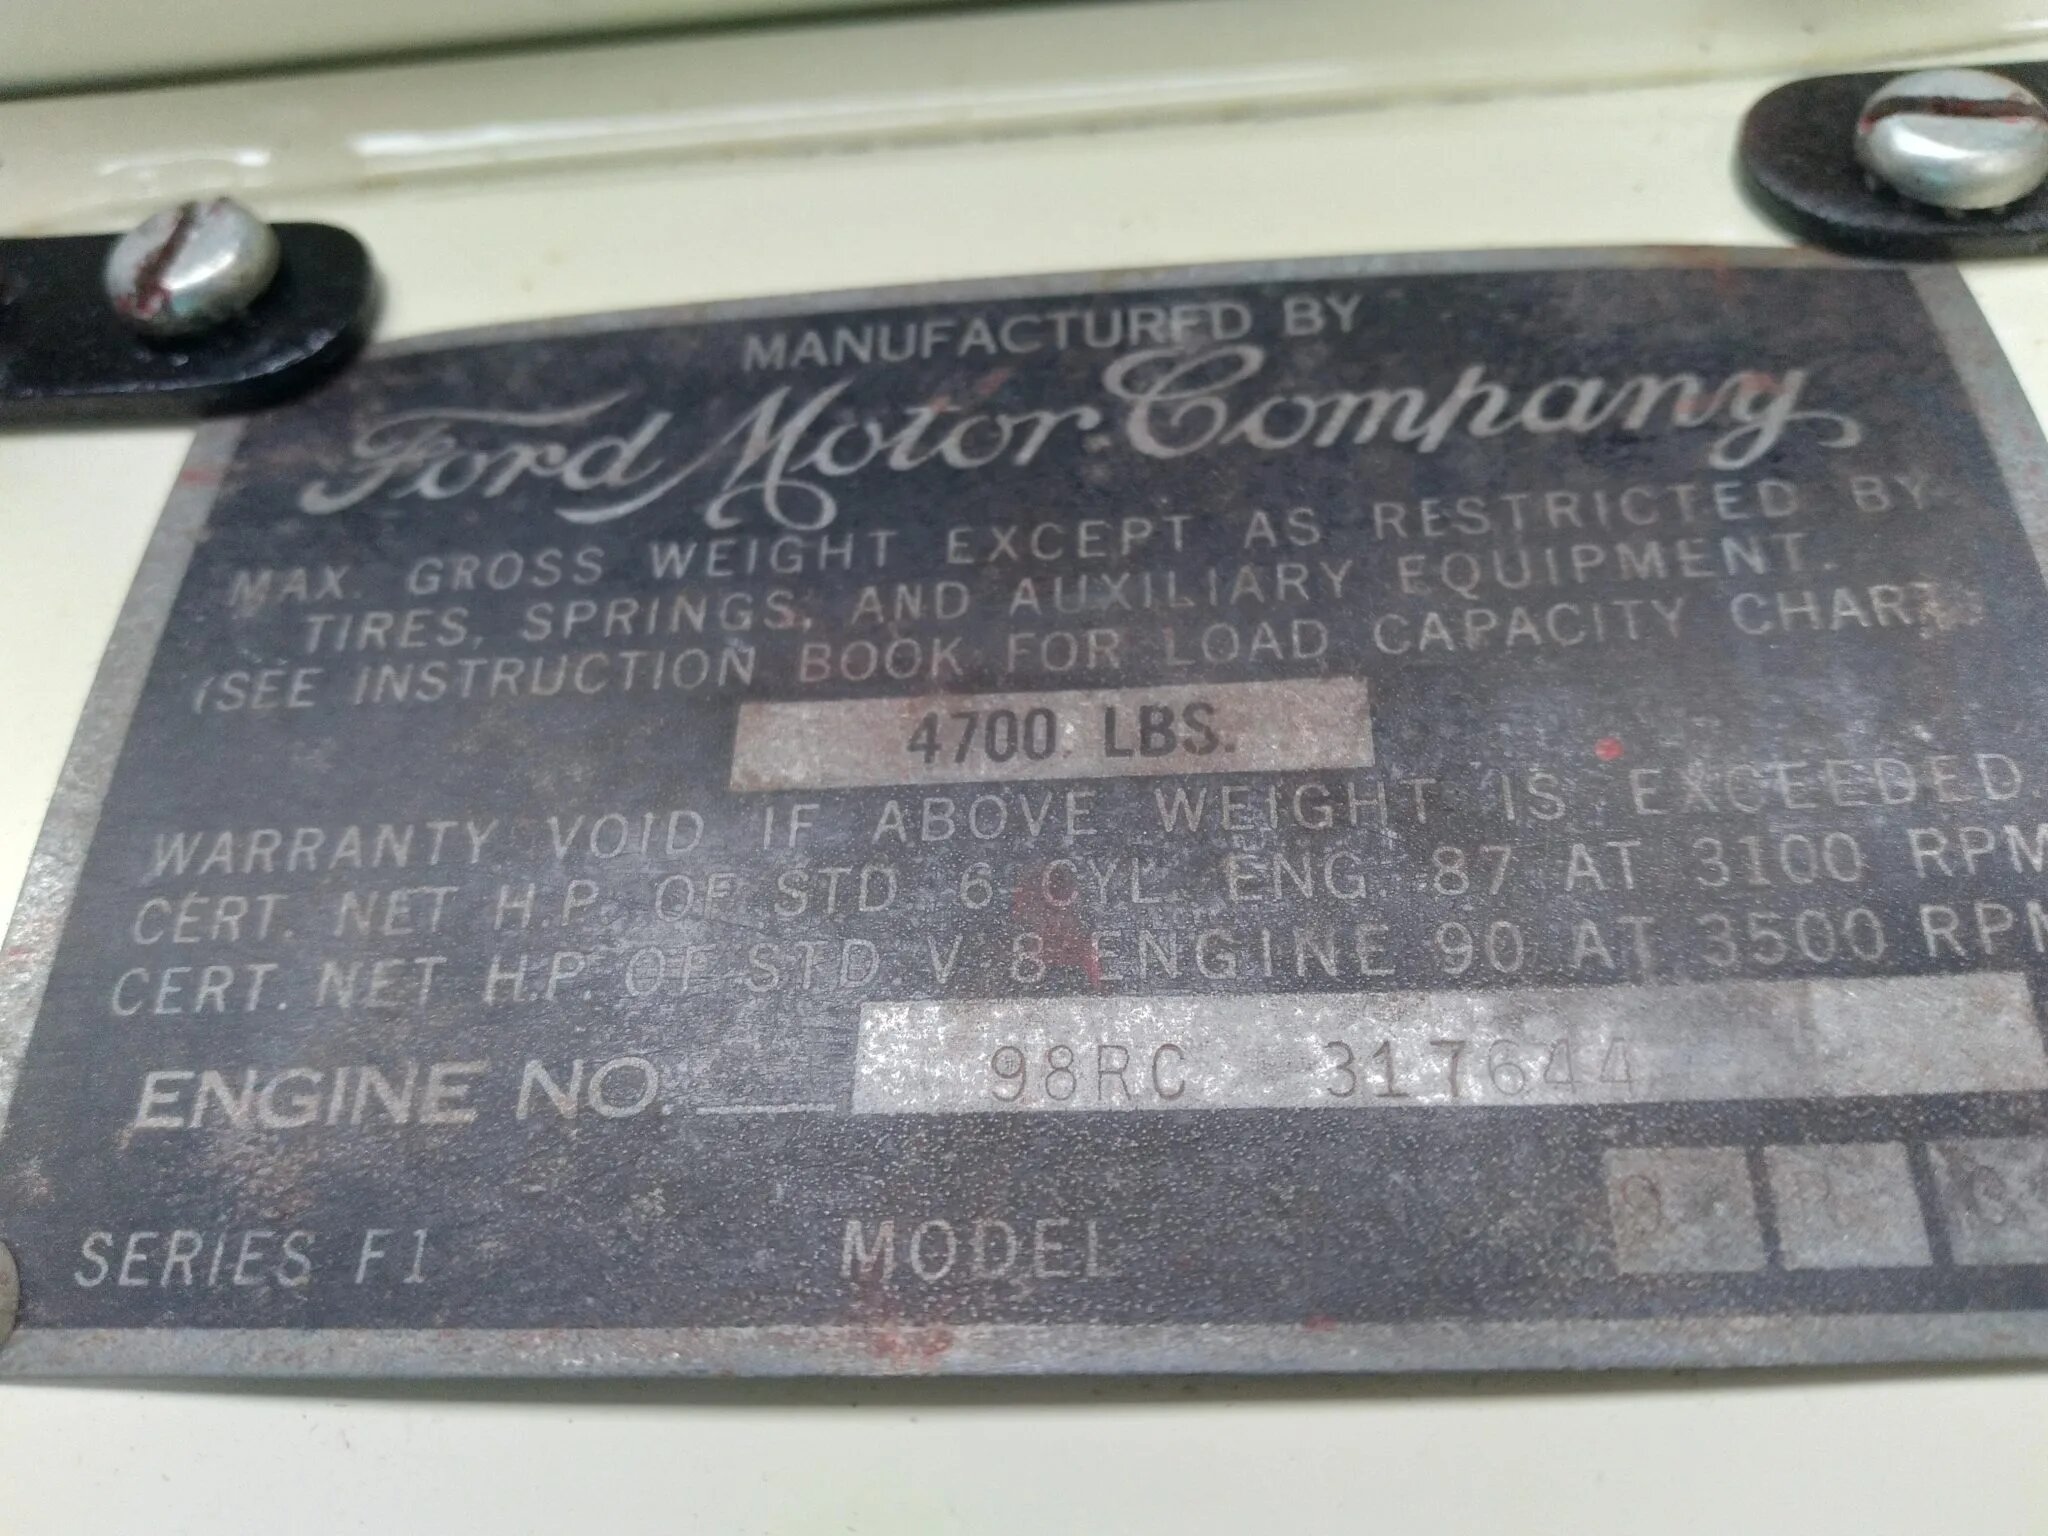 MANUFACTURED BY
Ford Motor Company
MAX. GROSS WEIGHT EXCEPT AS RESTRICTED BY
TIRES, SPRINGS, AND AUXILIARY EQUIPMENT.
(SEE INSTRUCTION BOOK FOR LOAD CAPACITY CHART
4700 LBS.
WARRANTY VOID IF ABOVE WEIGHT IS EXCEEDED.
CERT. NET H.P. OF STD. 6 CYL. ENG. 87 AT 3100 RPM
CERT. NET H.P. OF STD. V-8 ENGINE 90 AT 3500 RPM
ENGINE NO. 98RC 317644
SERIES F1 MODEL